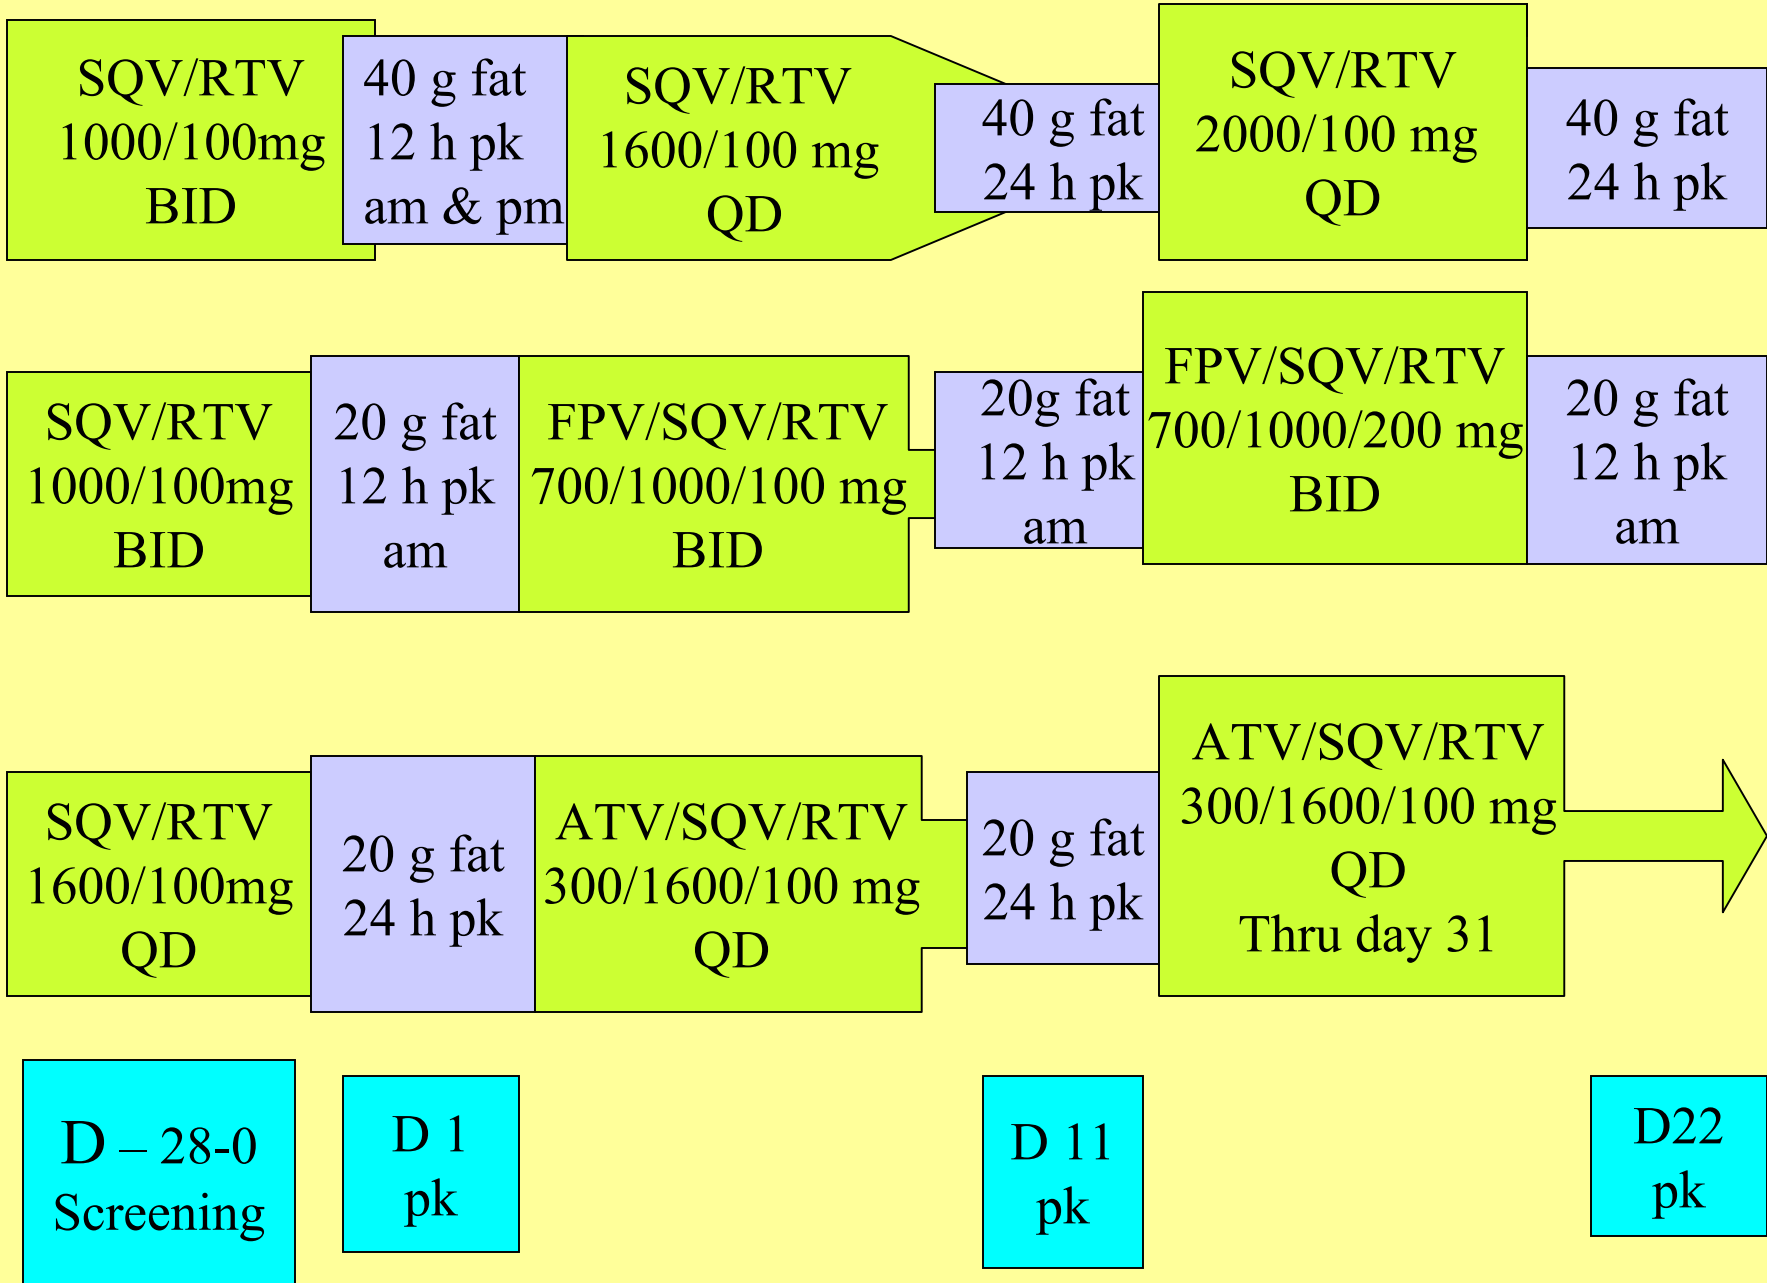 SQV/RTV
1000/100mg
BID
40 g fat
12 h pk
am & pm
SQV/RTV
1600/100 mg
QD
40 g fat
24 h pk
SQV/RTV
2000/100 mg
QD
40 g fat
24 h pk
SQV/RTV
1000/100mg
BID
20 g fat
12 h pk
am
FPV/SQV/RTV
700/1000/100 mg
BID
20g fat
12 h pk
am
FPV/SQV/RTV
700/1000/200 mg
BID
20 g fat
12 h pk
am
SQV/RTV
1600/100mg
QD
20 g fat
24 h pk
ATV/SQV/RTV
300/1600/100 mg
QD
20 g fat
24 h pk
ATV/SQV/RTV
300/1600/100 mg
QD
Thru day 31
D – 28-0
Screening
D 1
pk
D 11
pk
D22
pk